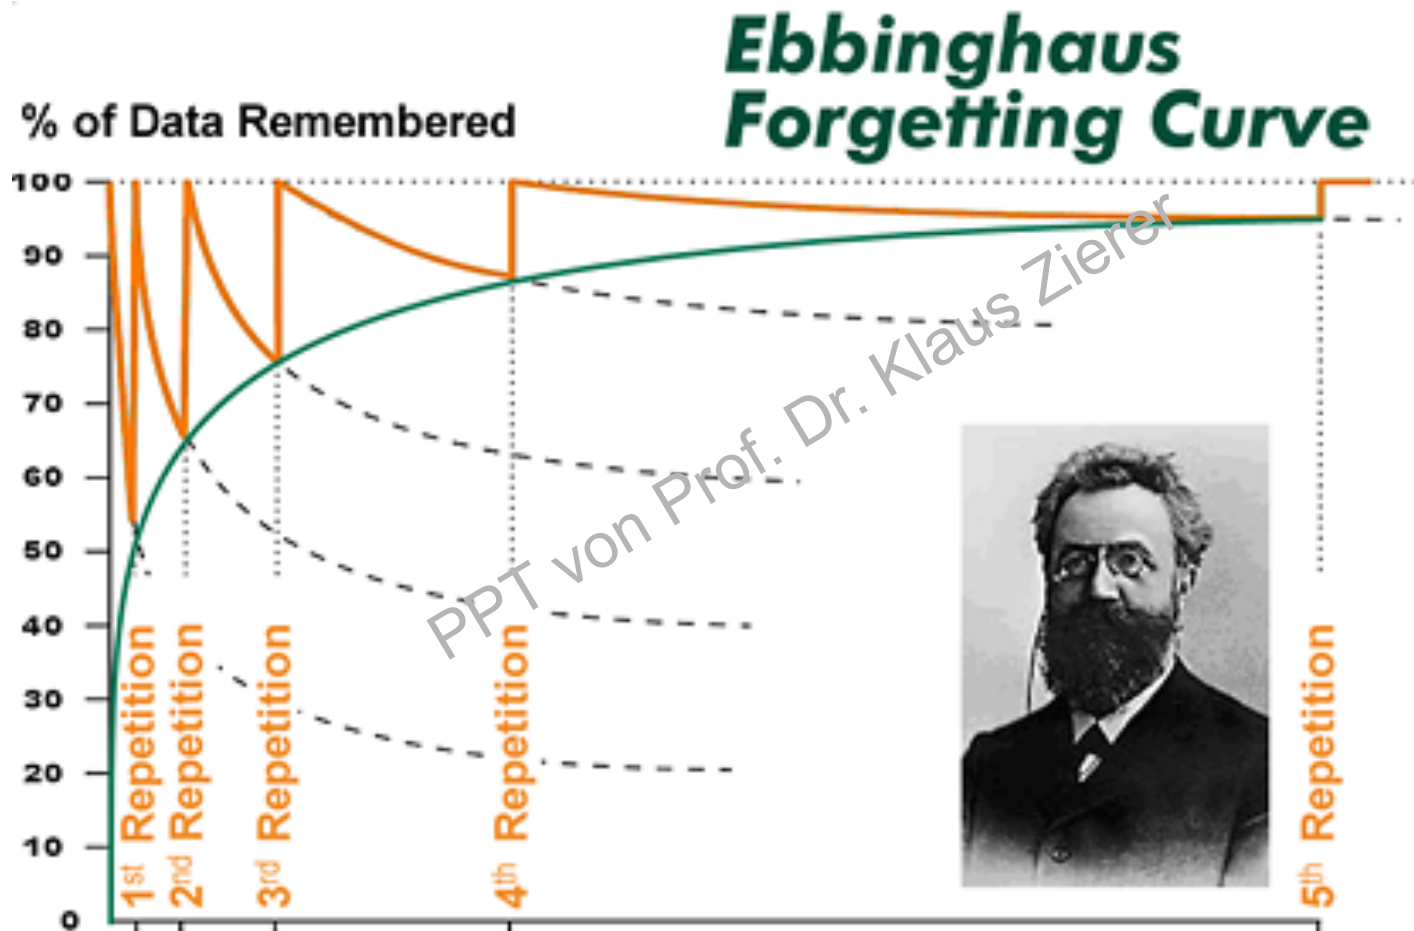 Ebbinghaus
Forgetting Curve
% of Data Remembered
100
90
80
70
60
50
40
30
20
10
0
1st Repetition
2nd Repetition
3rd Repetition
4th Repetition
5th Repetition
PPT von Prof. Dr. Klaus Zierer